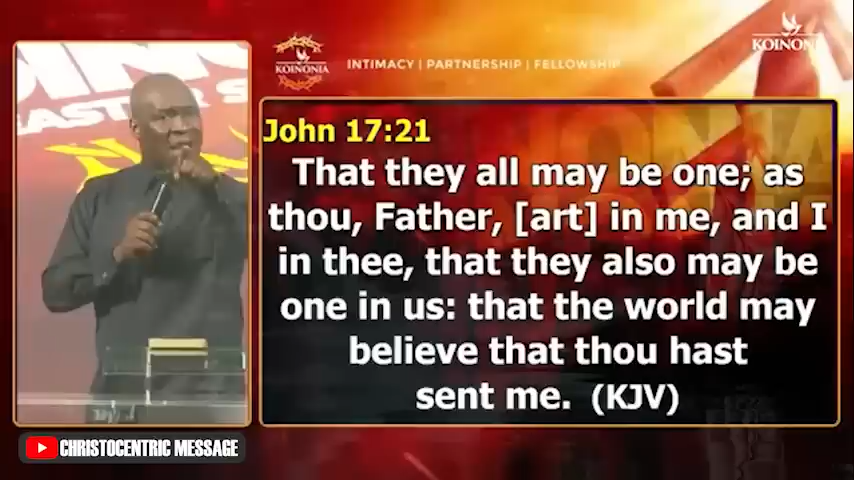 KOINONIA
INTIMACY | PARTNERSHIP | FELLOWSHIP
KOINONI
EASTER S
John 17:21
That they all may be one; as
thou, Father, [art] in me, and I
in thee, that they also may be
one in us: that the world may
believe that thou hast
sent me. (KJV)
CHRISTOCENTRIC MESSAGE